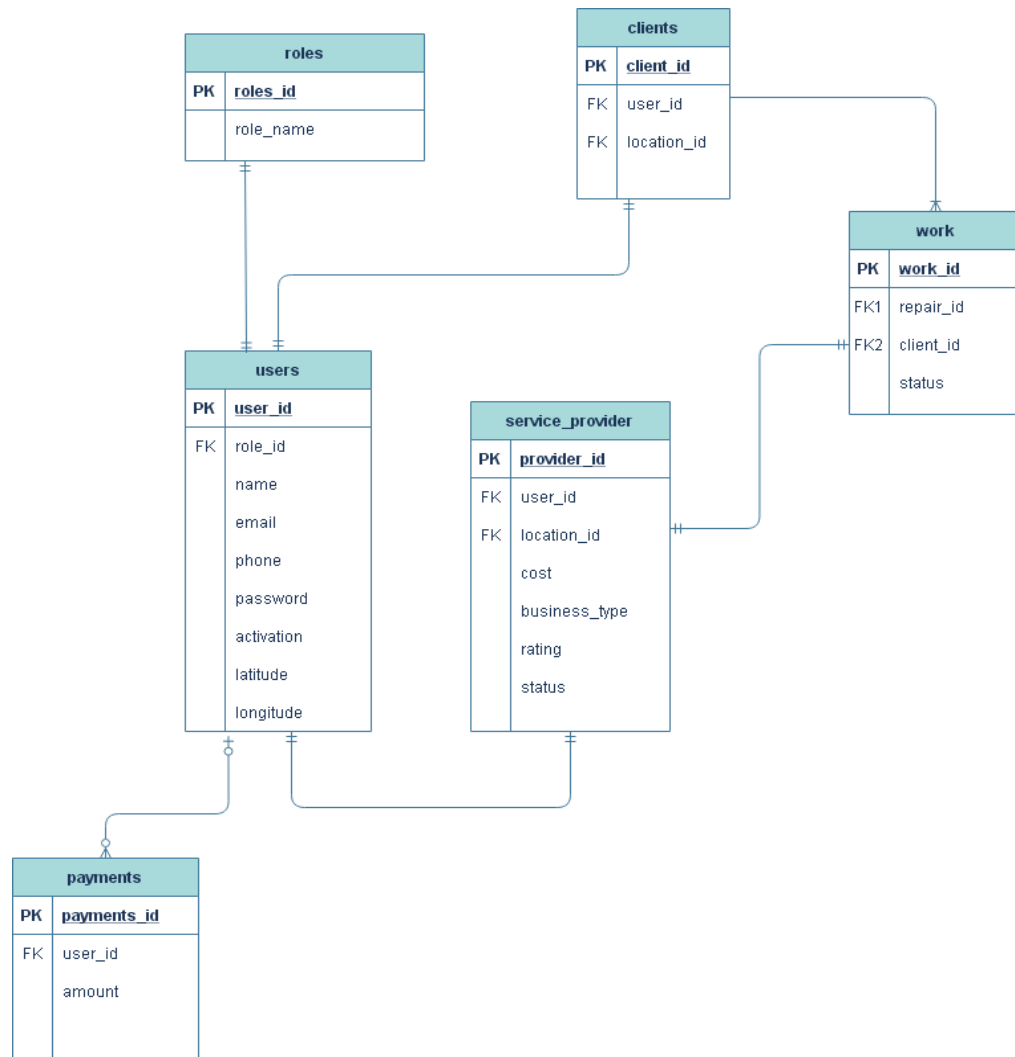 roles
PK roles_id
role_name
clients
PK client_id
FK user_id
FK location_id
work
PK work_id
FK1 repair_id
FK2 client_id
status
users
PK user_id
FK role_id
name
email
phone
password
activation
latitude
longitude
service_provider
PK provider_id
FK user_id
FK location_id
cost
business_type
rating
status
payments
PK payments_id
FK user_id
amount